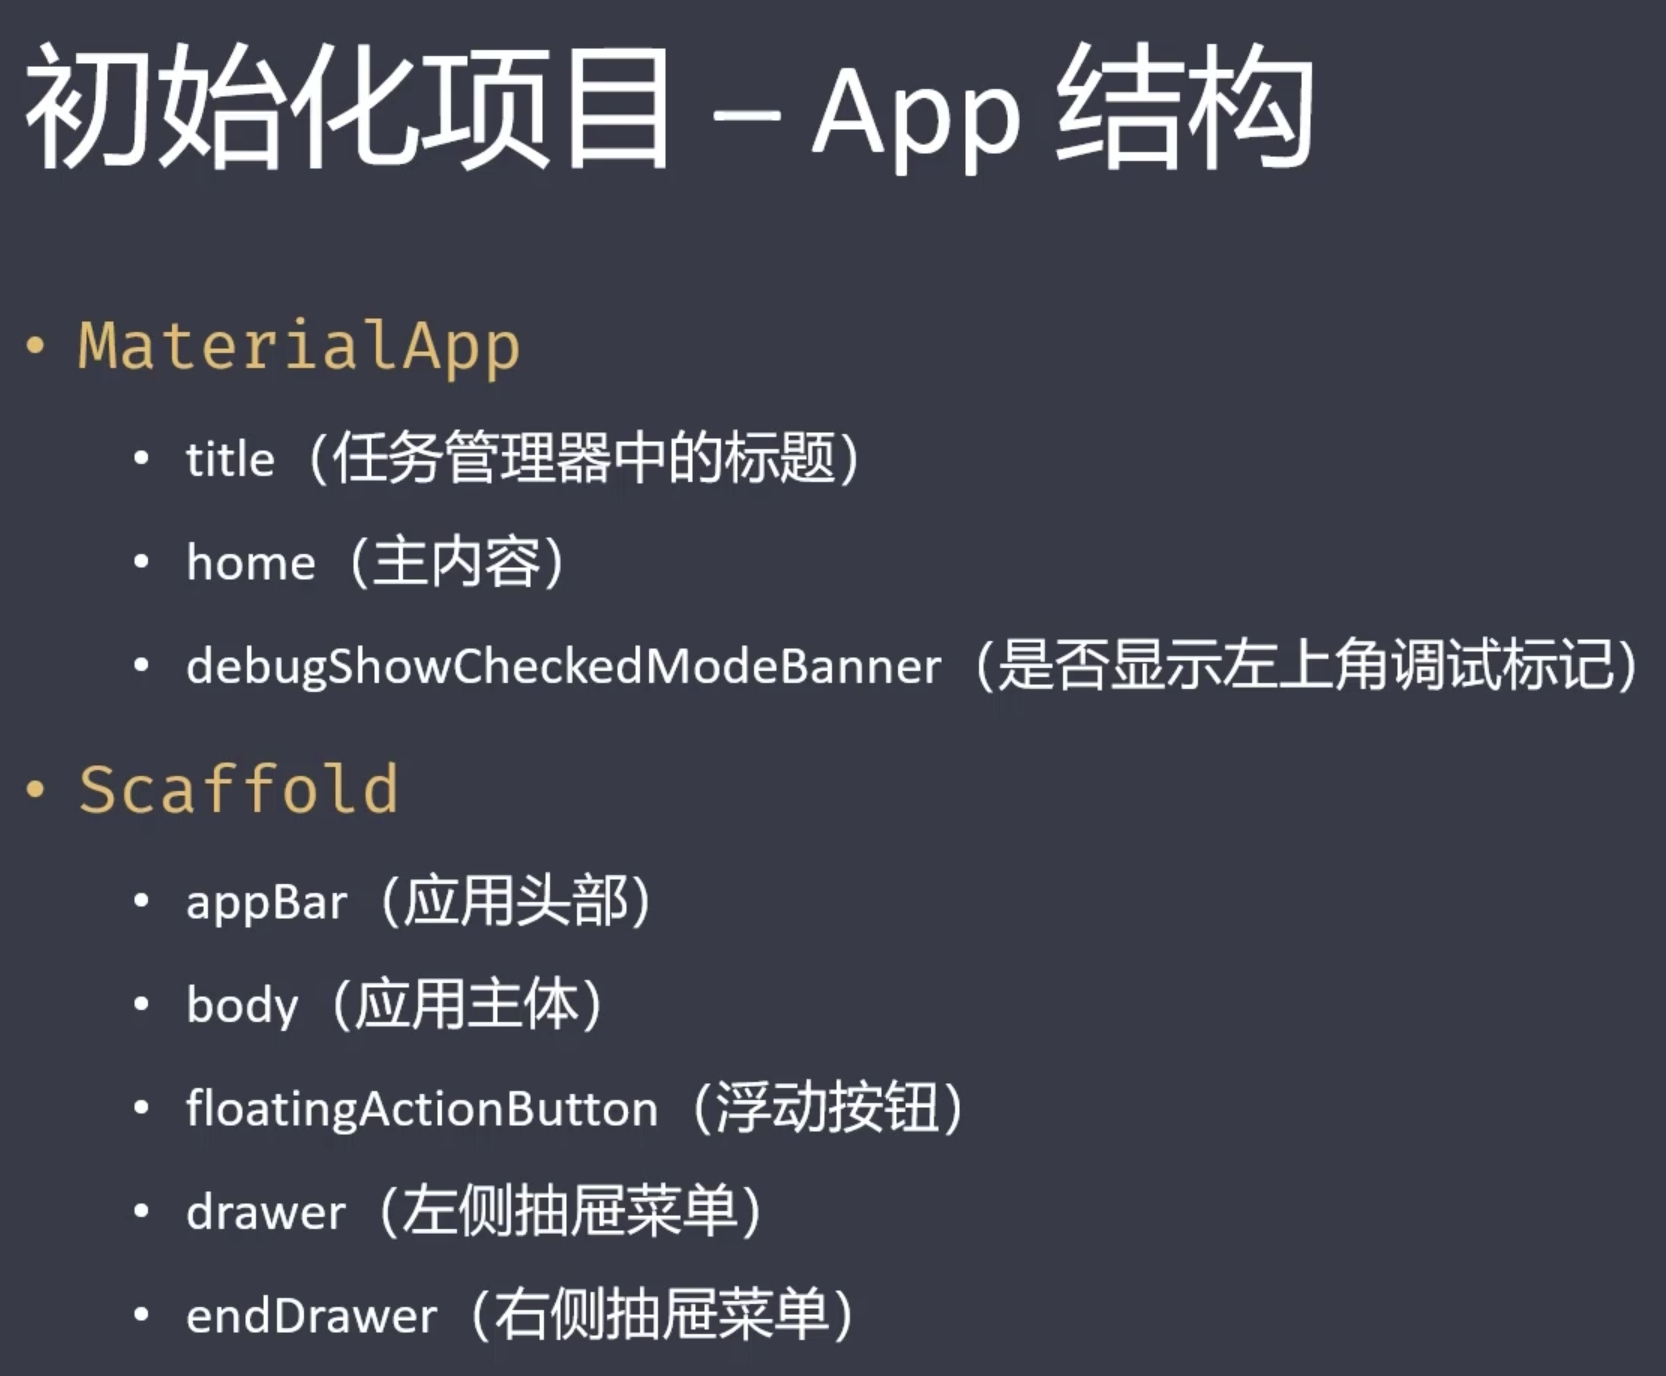 初始化项目 – App 结构
• MaterialApp
• title（任务管理器中的标题）
• home（主内容）
• debugShowCheckedModeBanner（是否显示左上角调试标记）
• Scaffold
• appBar（应用头部）
• body（应用主体）
• floatingActionButton（浮动按钮）
• drawer（左侧抽屉菜单）
• endDrawer（右侧抽屉菜单）